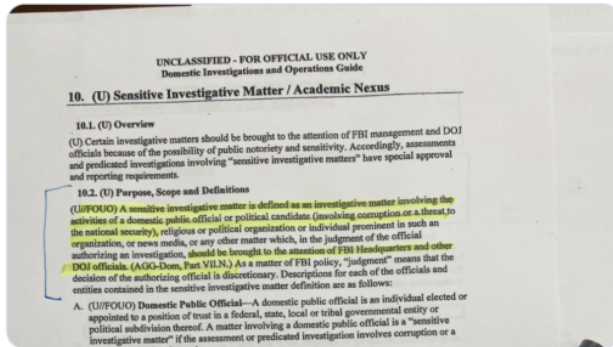 UNCLASSIFIED - FOR OFFICIAL USE ONLY
Domestic Investigations and Operations Guide
10. (U) Sensitive Investigative Matter / Academic Nexus
10.1. (U) Overview
(U) Certain investigative matters should be brought to the attention of FBI management and DOJ
officials because of the possibility of public notoriety and sensitivity. Accordingly, assessments
and predicated investigations involving "sensitive investigative matters" have special approval
and reporting requirements.
10.2. (U) Purpose, Scope and Definitions
(U//FOUO) A sensitive investigative matter is defined as an investigative matter involving the
activities of a domestic public official or political candidate (involving corruption or a threat to
the national security), religious or political organization or individual prominent in such an
organization, or news media, or any other matter which, in the judgment of the official
authorizing an investigation, should be brought to the attention of FBI Headquarters and other
DOJ officials. (AGG-Dom, Part VII.N.) As a matter of FBI policy, "judgment" means that the
decision of the authorizing official is discretionary. Descriptions for each of the officials and
entities contained in the sensitive investigative matter definition are as follows:
A. (U//FOUO) Domestic Public Official—A domestic public official is an individual elected or
appointed to a position of trust in a federal, state, local or tribal governmental entity or
political subdivision thereof. A matter involving a domestic public official is a "sensitive
investigative matter" if the assessment or predicated investigation involves corruption or a